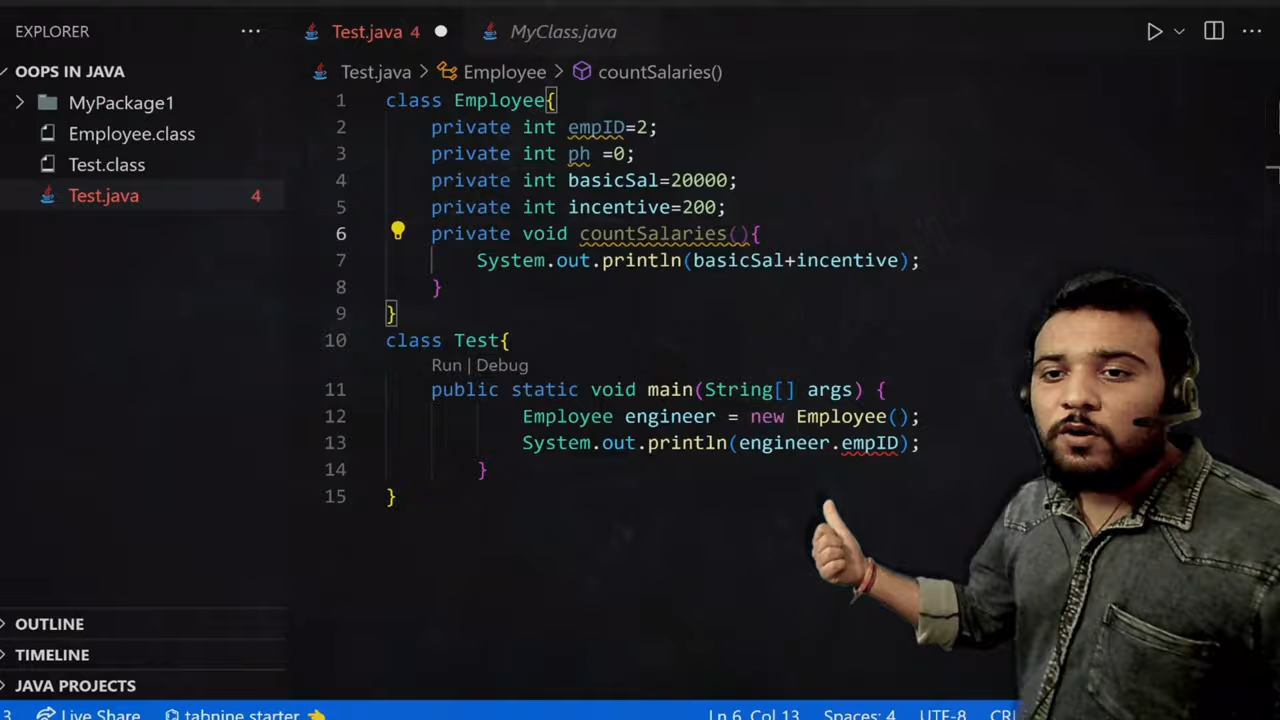 EXPLORER ...
Test.java 4
MyClass.java
OOPS IN JAVA
Test.java > Employee > countSalaries()
MyPackage1
Employee.class
Test.class
Test.java 4
1 class Employee{
2 private int empID=2;
3 private int ph =0;
4 private int basicSal=20000;
5 private int incentive=200;
6 private void countSalaries(){
7 System.out.println(basicSal+incentive);
8 }
9 }
10 class Test{
Run | Debug
11 public static void main(String[] args) {
12 Employee engineer = new Employee();
13 System.out.println(engineer.empID);
14 }
15 }
OUTLINE
TIMELINE
JAVA PROJECTS
3 Live Share tabnine starter Ln 6, Col 13 Spaces: 4 UTF-8